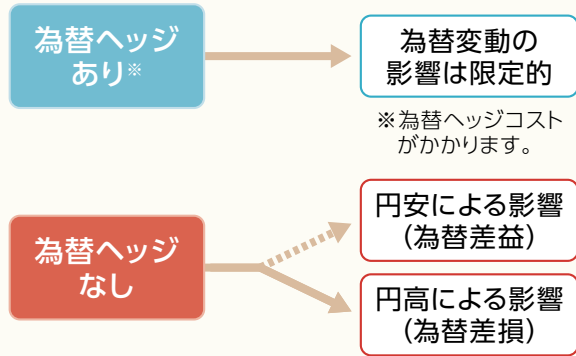 為替ヘッジ
あり※
為替変動の
影響は限定的
※為替ヘッジコスト
がかかります。
為替ヘッジ
なし
円安による影響
(為替差益)
円高による影響
(為替差損)